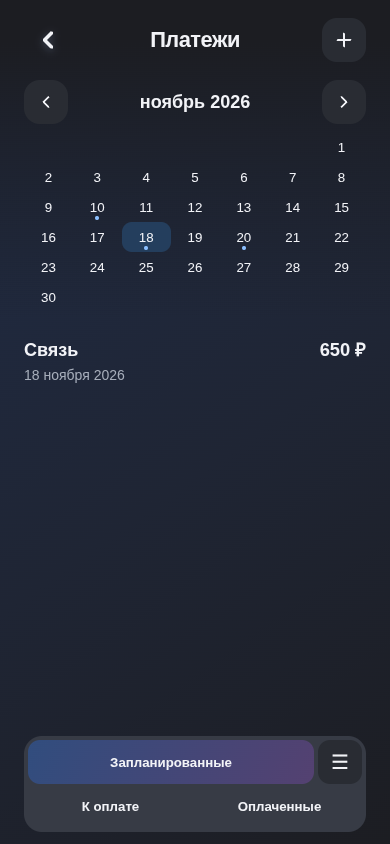 Платежи
ноябрь 2026
1
2 3 4 5 6 7 8
9 10 11 12 13 14 15
16 17 18 19 20 21 22
23 24 25 26 27 28 29
30
Связь 650 ₽
18 ноября 2026
Запланированные
К оплате Оплаченные